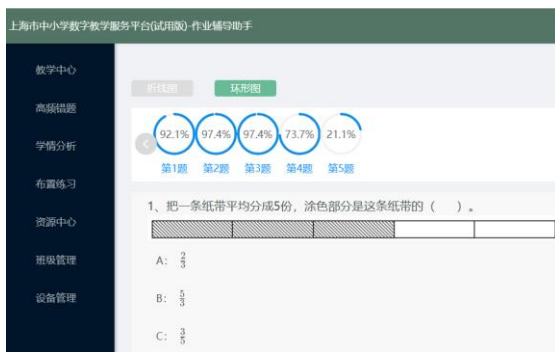 上海市中小学数字教学服务平台(试用版)-作业辅导助手
教学中心
高频错题
学情分析
布置练习
资源中心
班级管理
设备管理
折线图
环形图
92.1% 97.4% 97.4% 73.7% 21.1%
第1题 第2题 第3题 第4题 第5题
1、把一条纸带平均分成5份，涂色部分是这条纸带的（ ）。
A: 2/3
B: 5/3
C: 3/5